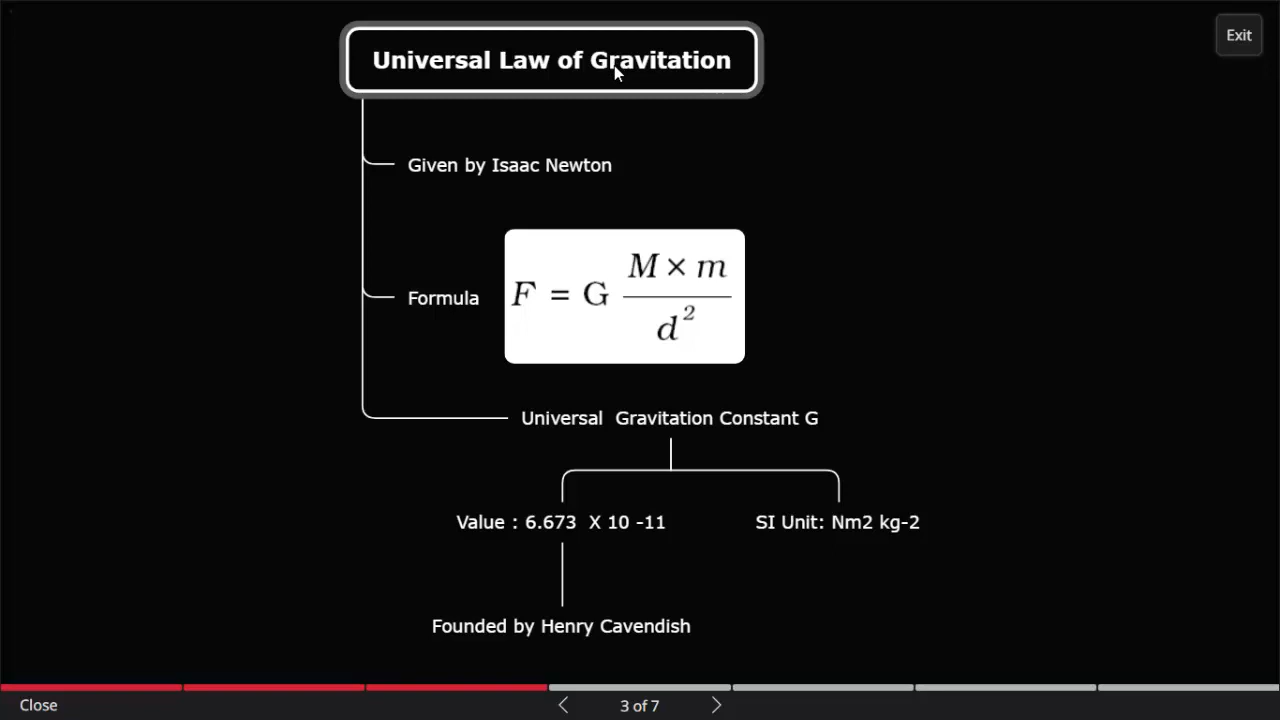 Universal Law of Gravitation
Exit
Given by Isaac Newton
Formula
F = G M × m / d²
Universal Gravitation Constant G
Value : 6.673 X 10 -11
SI Unit: Nm2 kg-2
Founded by Henry Cavendish
Close
3 of 7